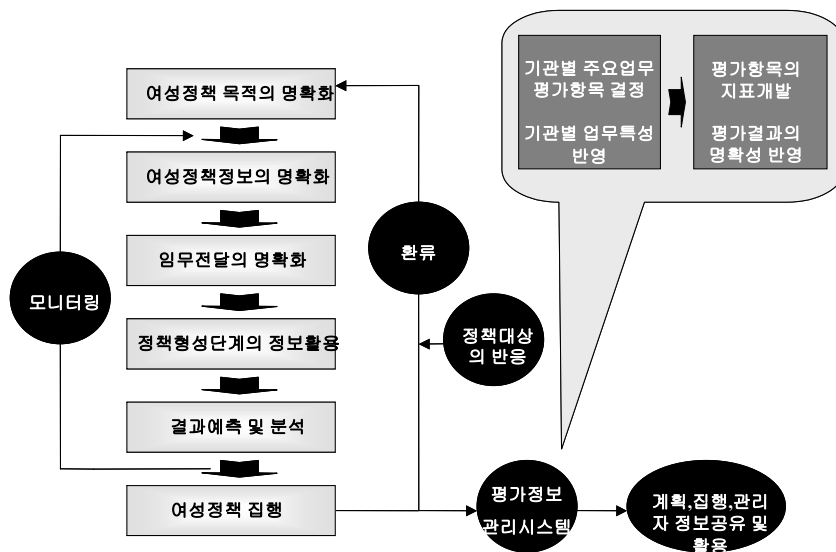 기관별 주요업무
평가항목 결정
기관별 업무특성
반영
평가항목의
지표개발
평가결과의
명확성 반영
여성정책 목적의 명확화
여성정책정보의 명확화
임무전달의 명확화
정책형성단계의 정보활용
결과예측 및 분석
여성정책 집행
모니터링
환류
정책대상
의 반응
평가정보
관리시스템
계획,집행,관리
자 정보공유 및
활용